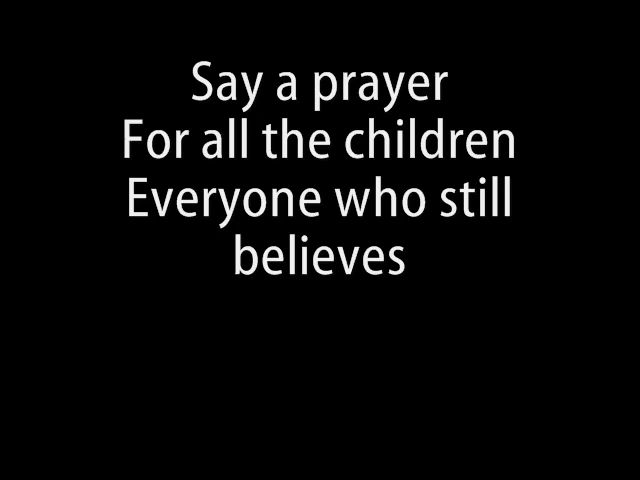 Say a prayer
For all the children
Everyone who still
believes